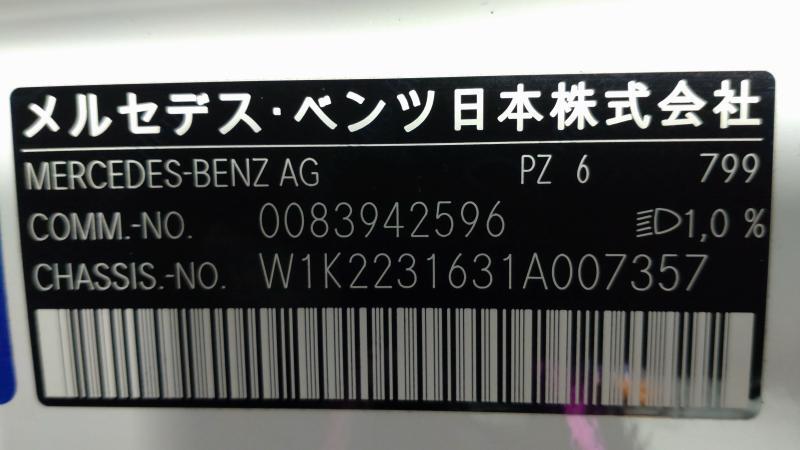 メルセデス・ベンツ日本株式会社
MERCEDES-BENZ AG PZ 6 799
COMM.-NO. 0083942596 1,0 %
CHASSIS.-NO. W1K2231631A007357